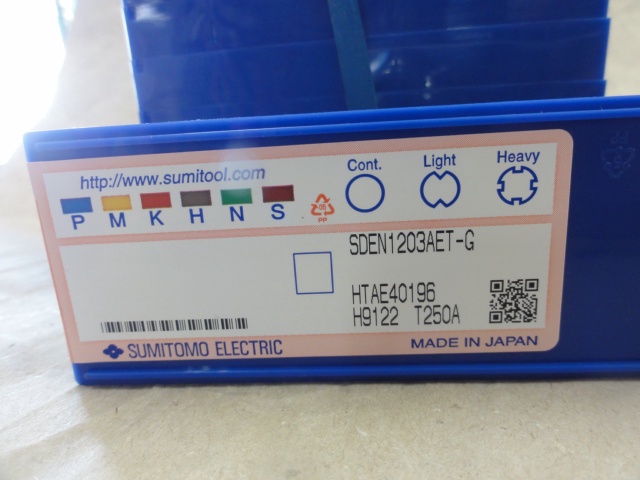 http://www.sumitool.com
P M K H N S
PP
Cont. Light Heavy
SDEN1203AET-G
HTAE40196
H9122 T250A
SUMITOMO ELECTRIC
MADE IN JAPAN